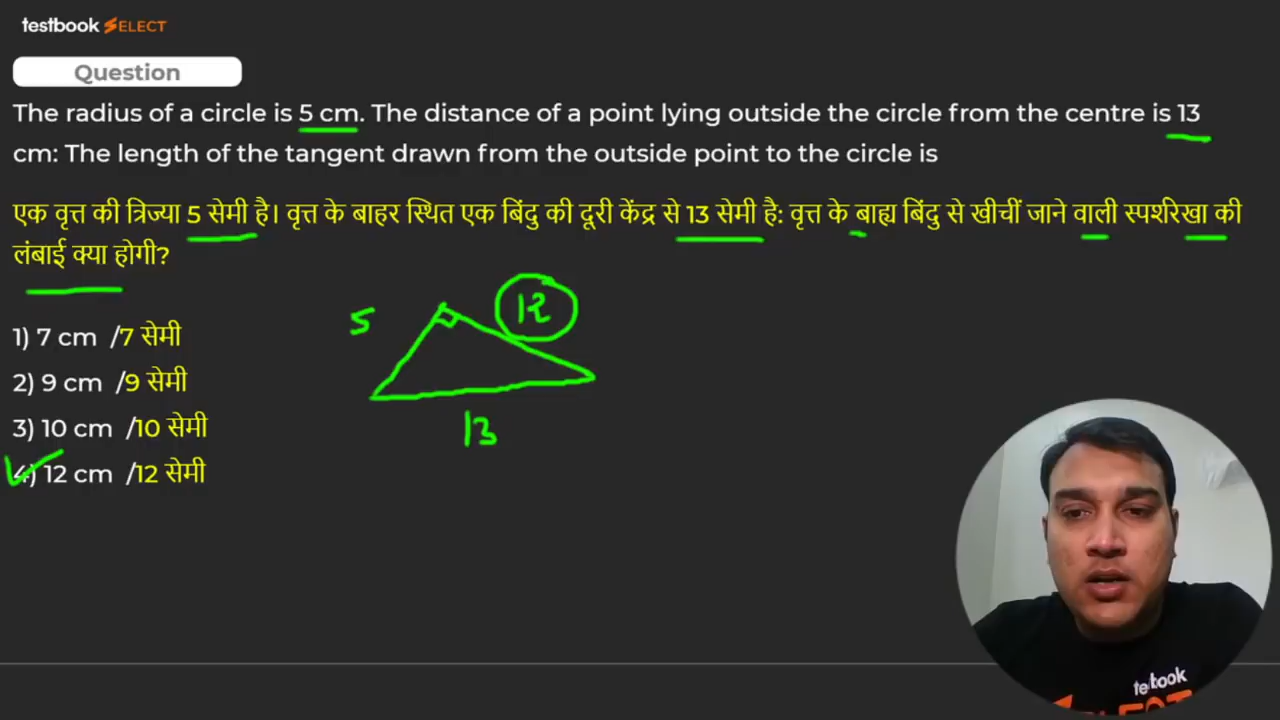 testbook SELECT
Question
The radius of a circle is 5 cm. The distance of a point lying outside the circle from the centre is 13
cm: The length of the tangent drawn from the outside point to the circle is
एक वृत्त की त्रिज्या 5 सेमी है। वृत्त के बाहर स्थित एक बिंदु की दूरी केंद्र से 13 सेमी है: वृत्त के बाह्य बिंदु से खीचीं जाने वाली स्पर्शरेखा की
लंबाई क्या होगी?
5
12
1) 7 cm /7 सेमी
2) 9 cm /9 सेमी
3) 10 cm /10 सेमी
13
4) 12 cm /12 सेमी